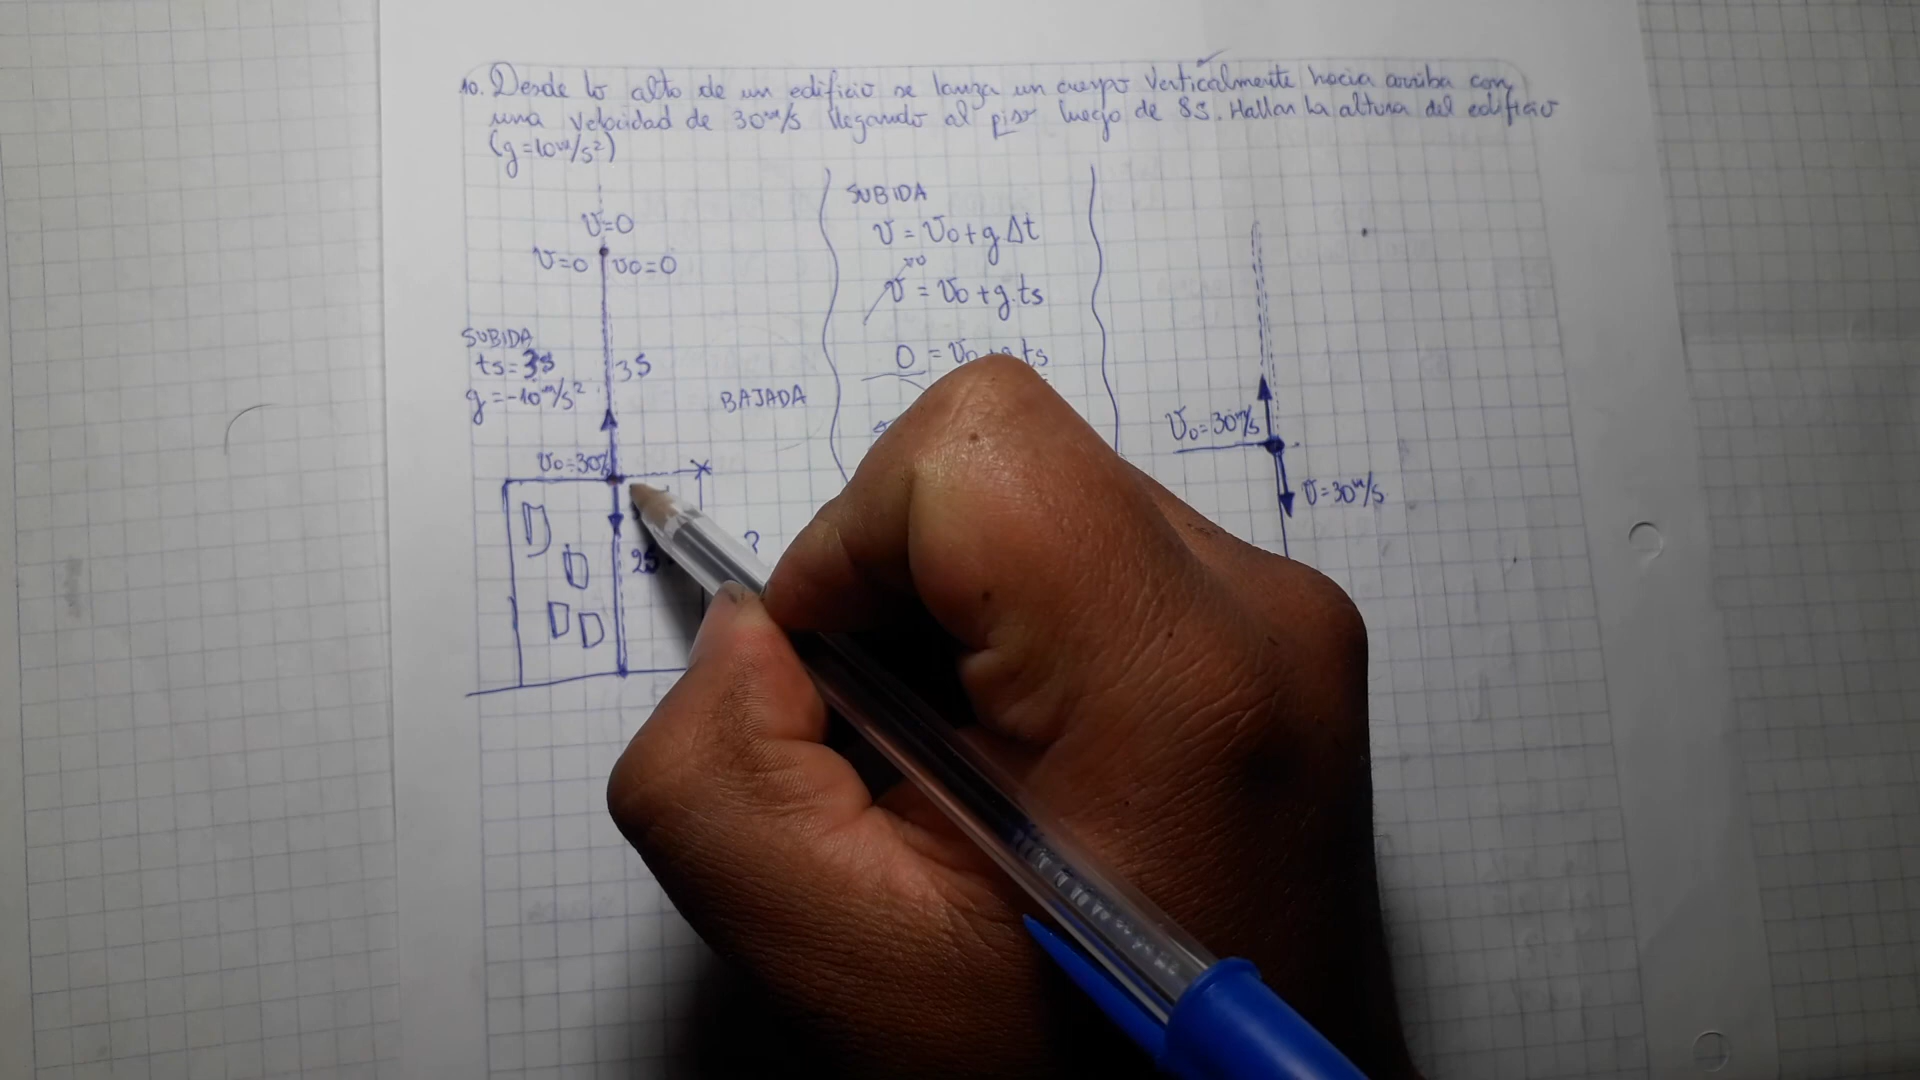 10. Desde lo alto de un edificio se lanza un cuerpo verticalmente hacia arriba con
una velocidad de 30m/s llegando al piso luego de 8s. Hallar la altura del edificio
(g=10m/s²)
SUBIDA
v = v0+g.Δt
v = v0+g.ts
0 = v0
ts
v=0
v=0
v0=0
SUBIDA
ts=3s
g=-10m/s²
3s
BAJADA
v0=30
2s
?
V0=30m/s
v=30m/s